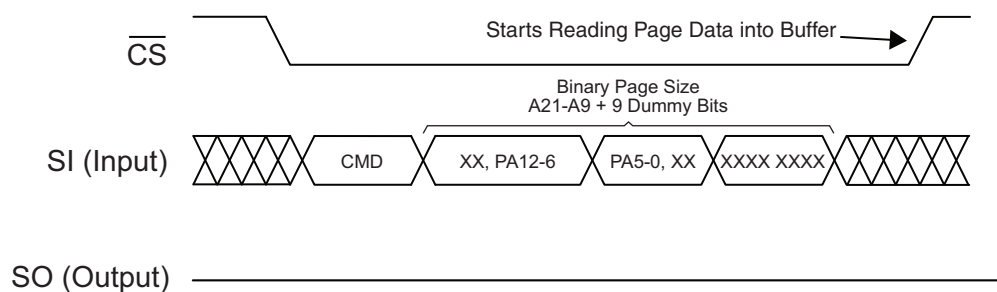 Starts Reading Page Data into Buffer
CS
Binary Page Size
A21-A9 + 9 Dummy Bits
SI (Input)
CMD
XX, PA12-6
PA5-0, XX
XXXX XXXX
SO (Output)